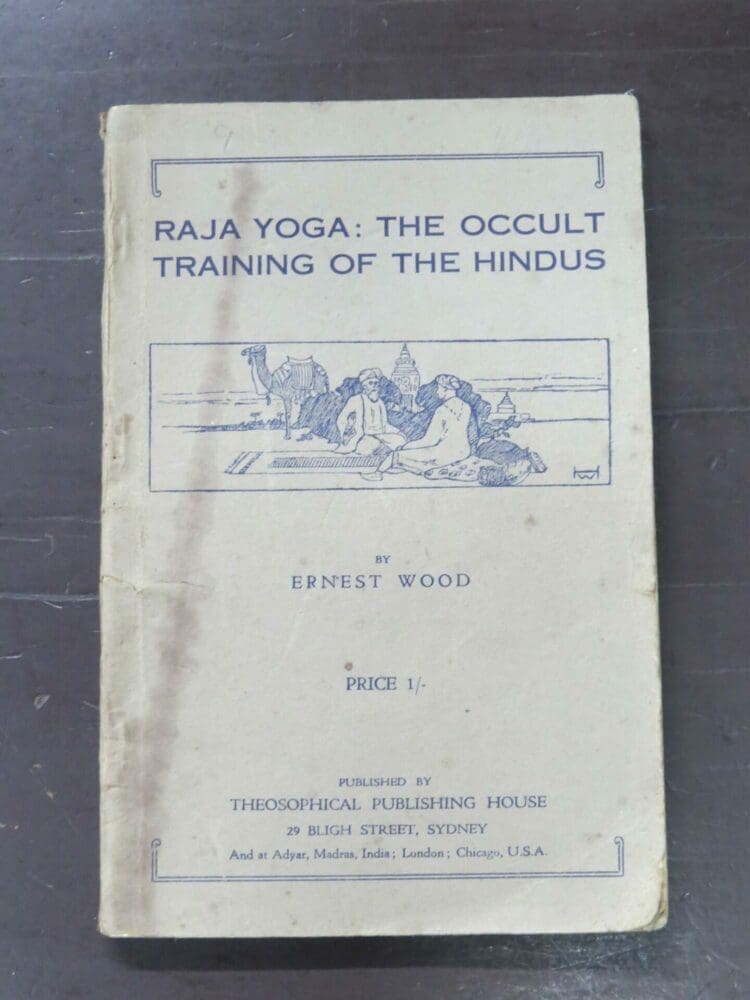 RAJA YOGA: THE OCCULT
TRAINING OF THE HINDUS
BY
ERNEST WOOD
PRICE 1/-
PUBLISHED BY
THEOSOPHICAL PUBLISHING HOUSE
29 BLIGH STREET, SYDNEY
And at Adyar, Madras, India; London; Chicago, U.S.A.